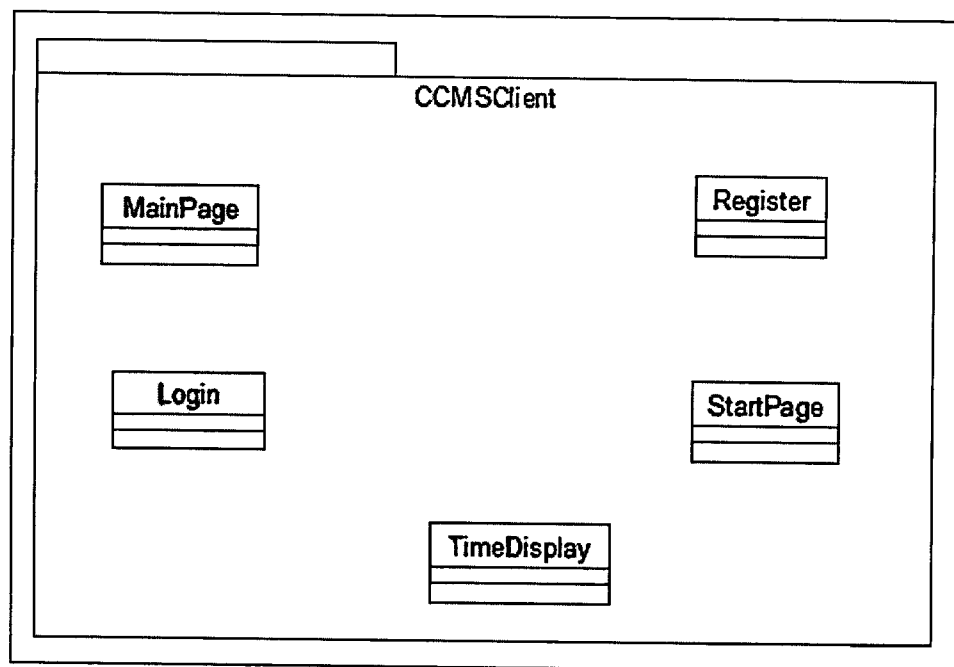 CCMSClient
MainPage
Register
Login
StartPage
TimeDisplay